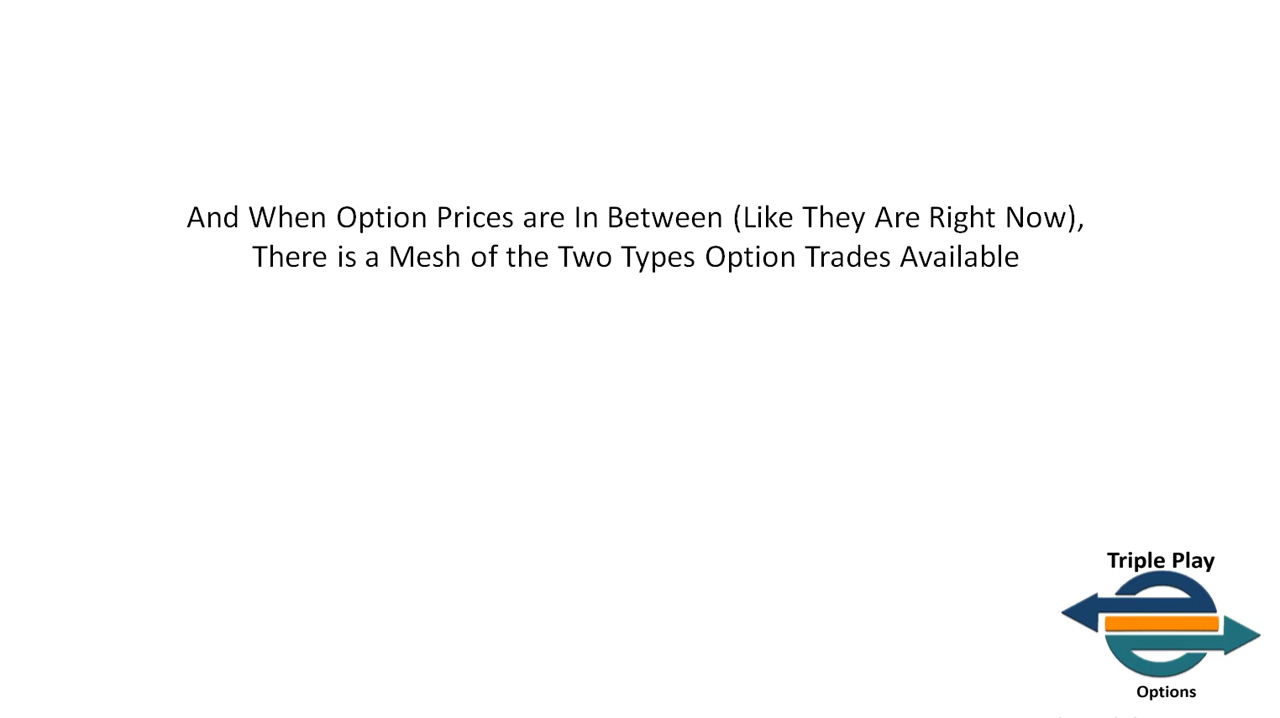 And When Option Prices are In Between (Like They Are Right Now),
There is a Mesh of the Two Types Option Trades Available
Triple Play
Options